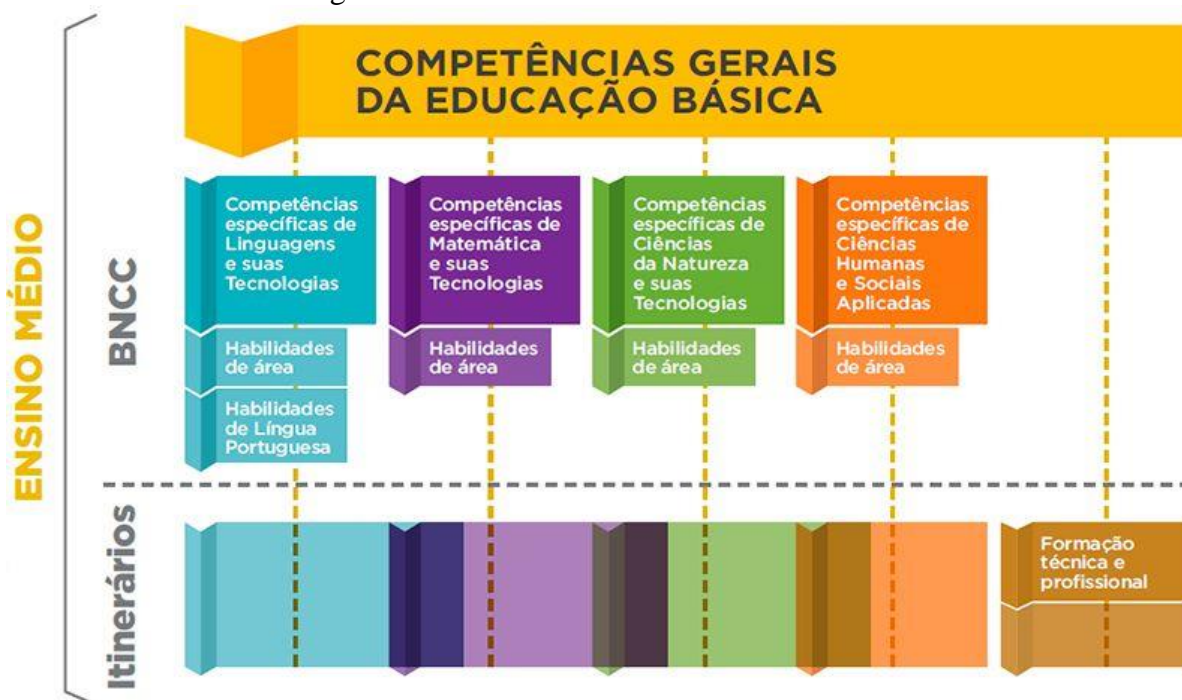 COMPETÊNCIAS GERAIS
DA EDUCAÇÃO BÁSICA
ENSINO MÉDIO
BNCC
Competências
específicas de
Linguagens
e suas
Tecnologias
Habilidades
de área
Habilidades
de Língua
Portuguesa
Competências
específicas de
Matemática
e suas
Tecnologias
Habilidades
de área
Competências
específicas de
Ciências
da Natureza
e suas
Tecnologias
Habilidades
de área
Competências
específicas de
Ciências
Humanas
e Sociais
Aplicadas
Habilidades
de área
Itinerários
Formação
técnica e
profissional